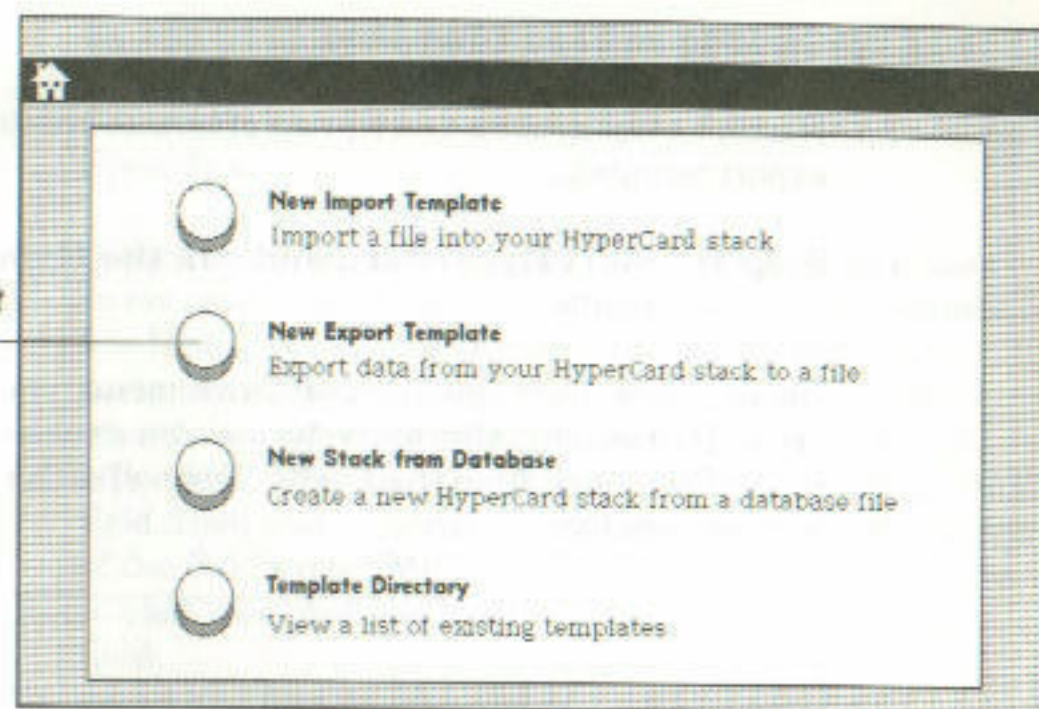 New Import Template
Import a file into your HyperCard stack
New Export Template
Export data from your HyperCard stack to a file
New Stack from Database
Create a new HyperCard stack from a database file
Template Directory
View a list of existing templates